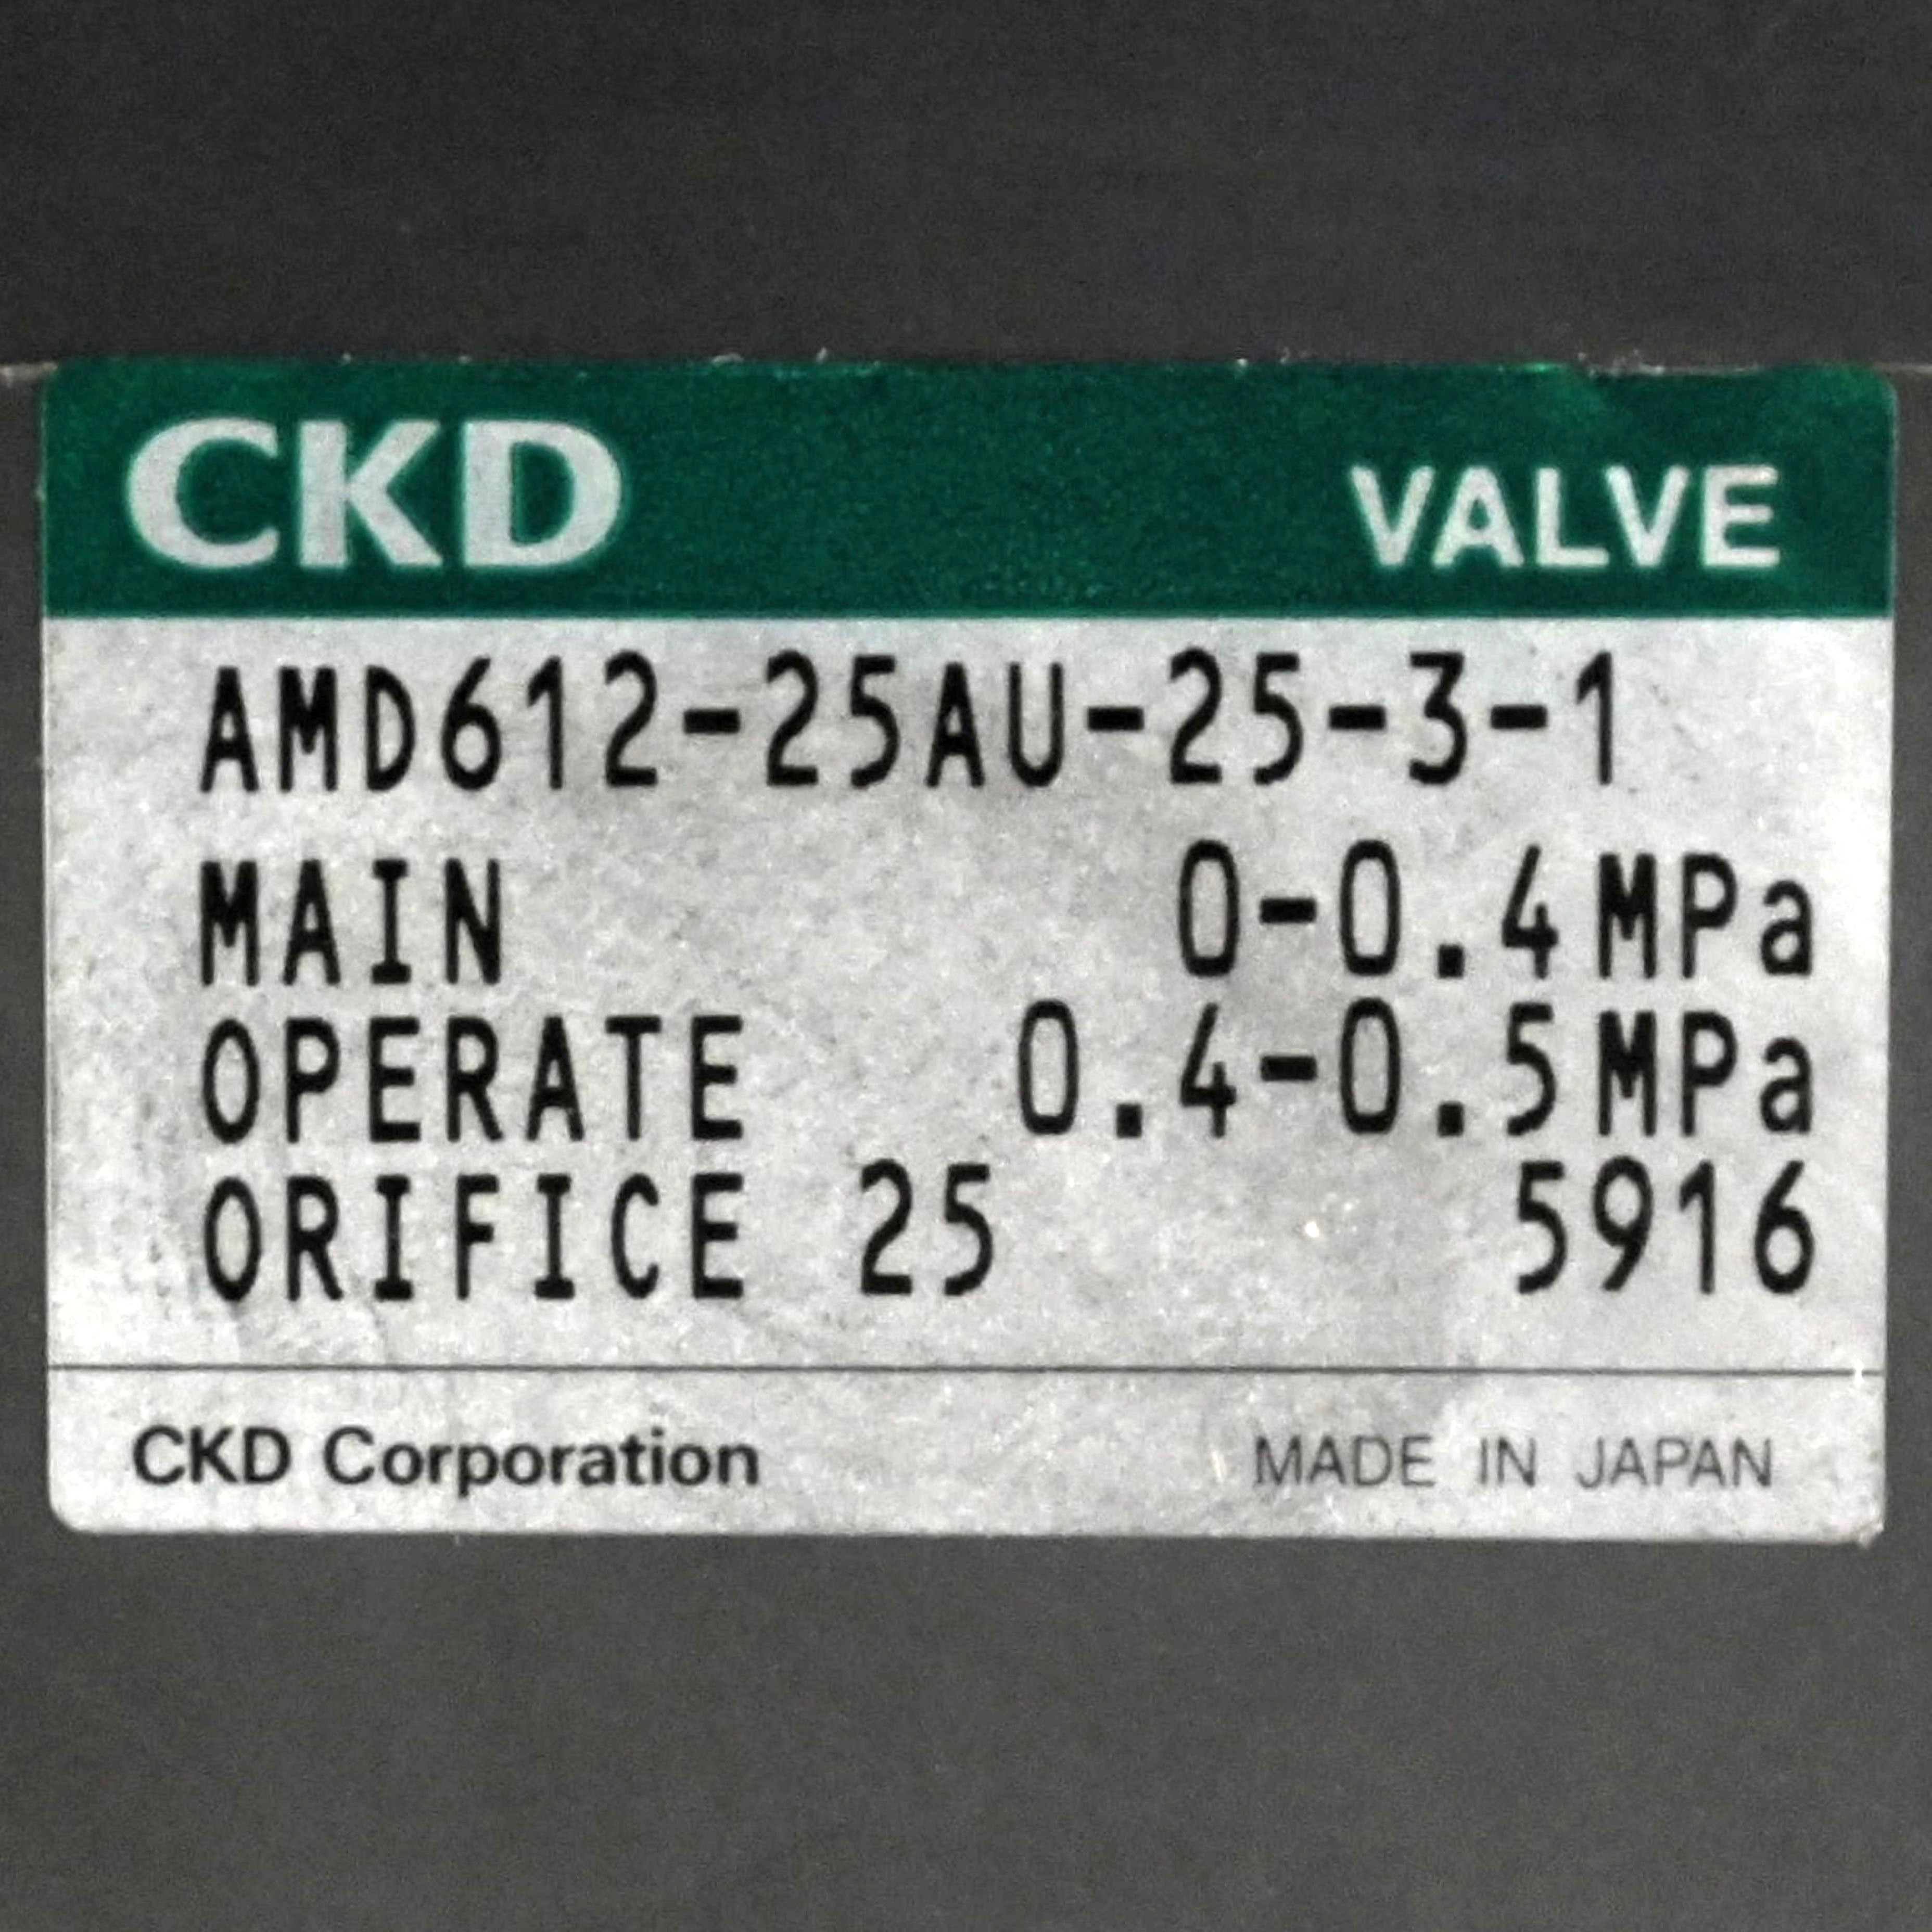 CKD VALVE
AMD612-25AU-25-3-1
MAIN 0-0.4MPa
OPERATE 0.4-0.5MPa
ORIFICE 25 5916
CKD Corporation MADE IN JAPAN